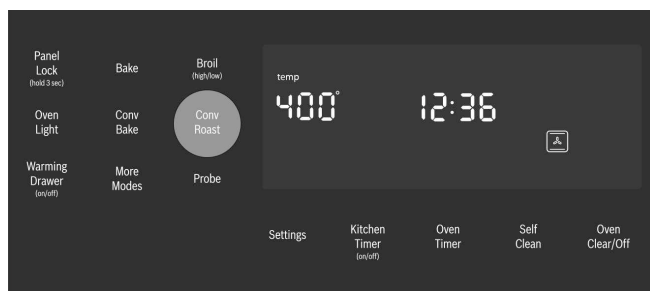 Panel
Lock
(hold 3 sec)
Bake
Broil
(high/low)
Oven
Light
Conv
Bake
Conv
Roast
Warming
Drawer
(on/off)
More
Modes
Probe
temp
400° 12:36
Settings
Kitchen
Timer
(on/off)
Oven
Timer
Self
Clean
Oven
Clear/Off